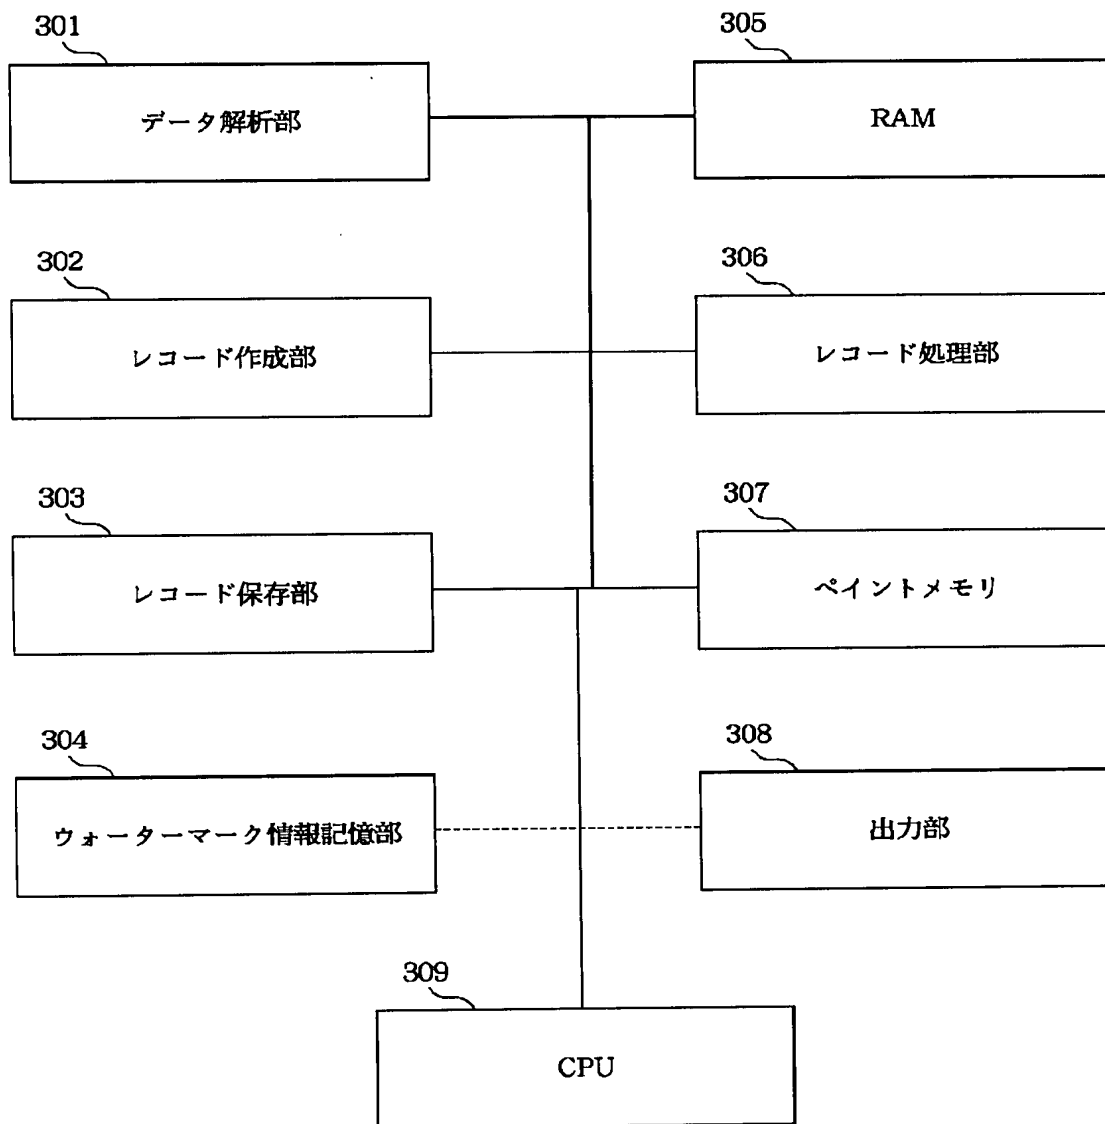 301
データ解析部
305
RAM
302
レコード作成部
306
レコード処理部
303
レコード保存部
307
ペイントメモリ
304
ウォーターマーク情報記憶部
308
出力部
309
CPU